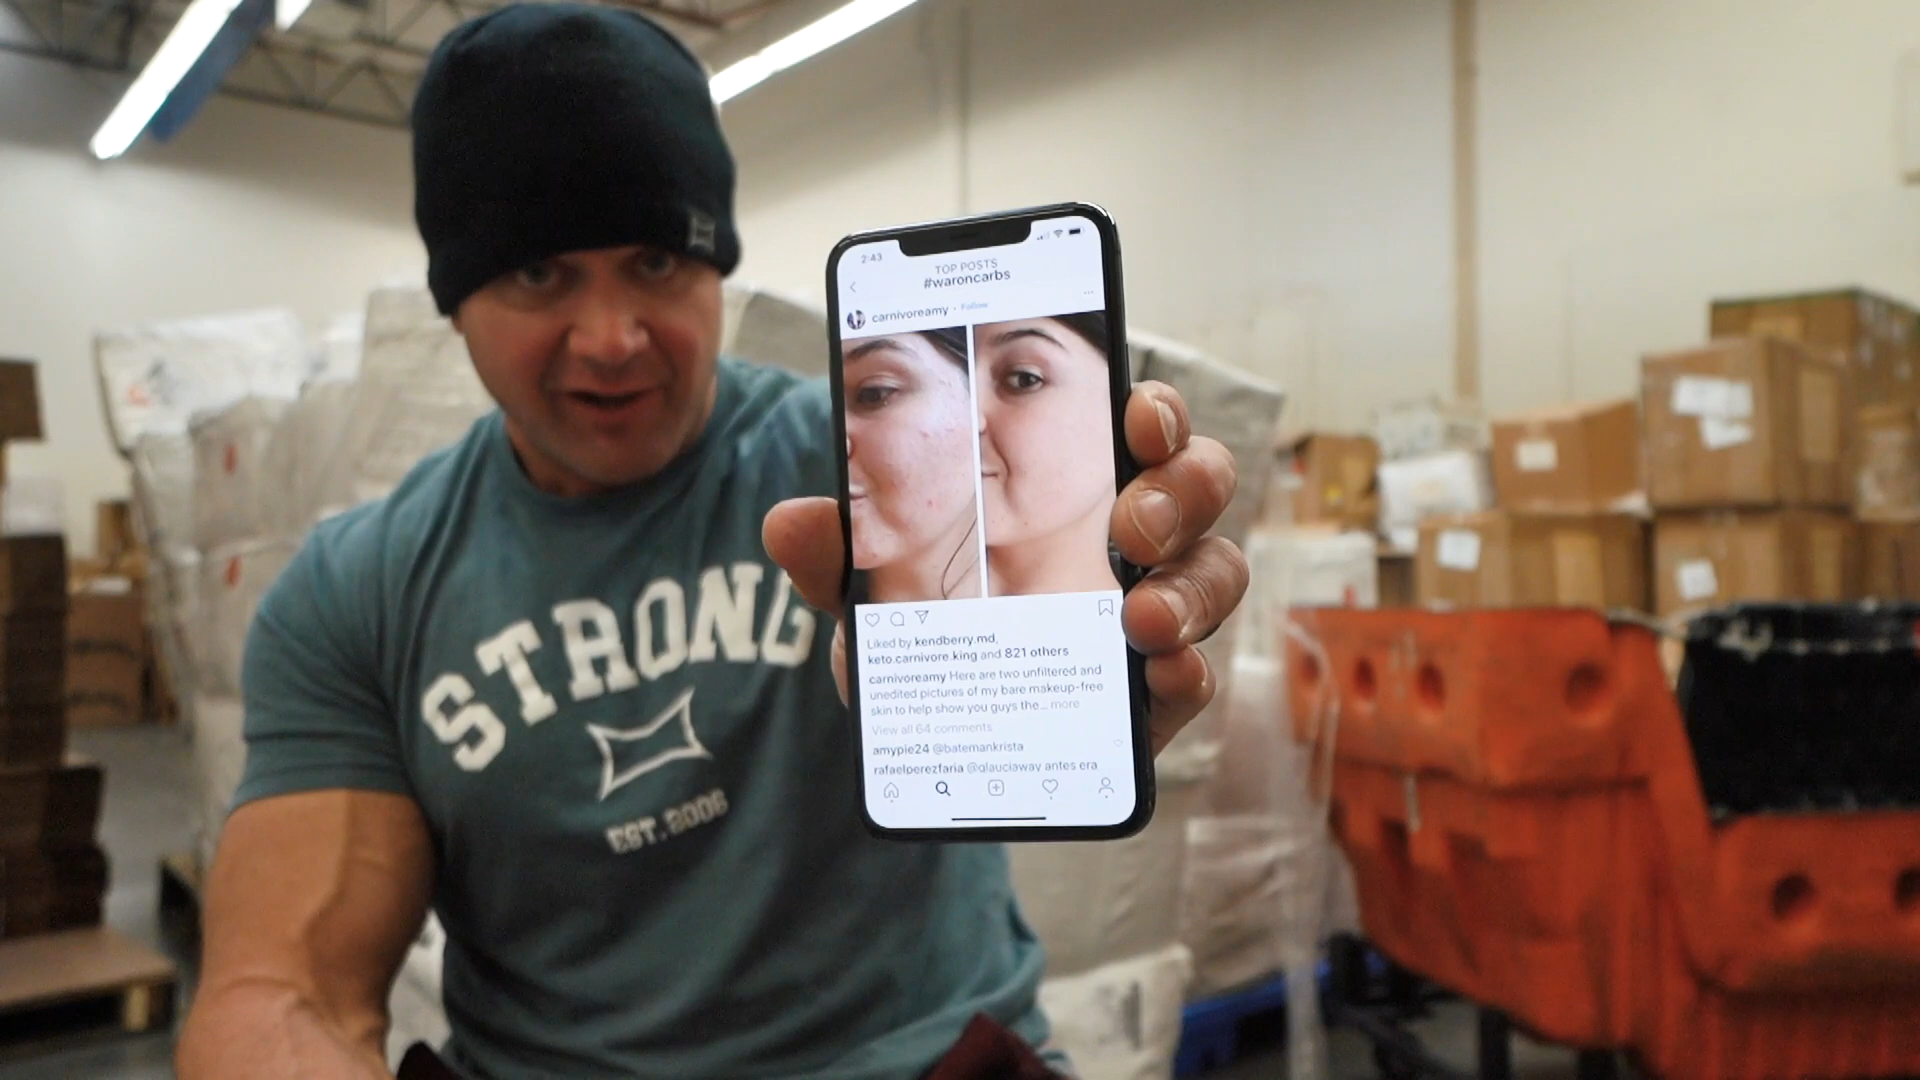 STRONG
EST. 2006
2:43
TOP POSTS
#waroncarbs
carnivoreamy · Follow
Liked by kendberry.md,
keto.carnivore.king and 821 others
carnivoreamy Here are two unfiltered and
unedited pictures of my bare makeup-free
skin to help show you guys the... more
View all 64 comments
amypie24 @batemankrista
rafaelperezfaria @glauciaway antes era